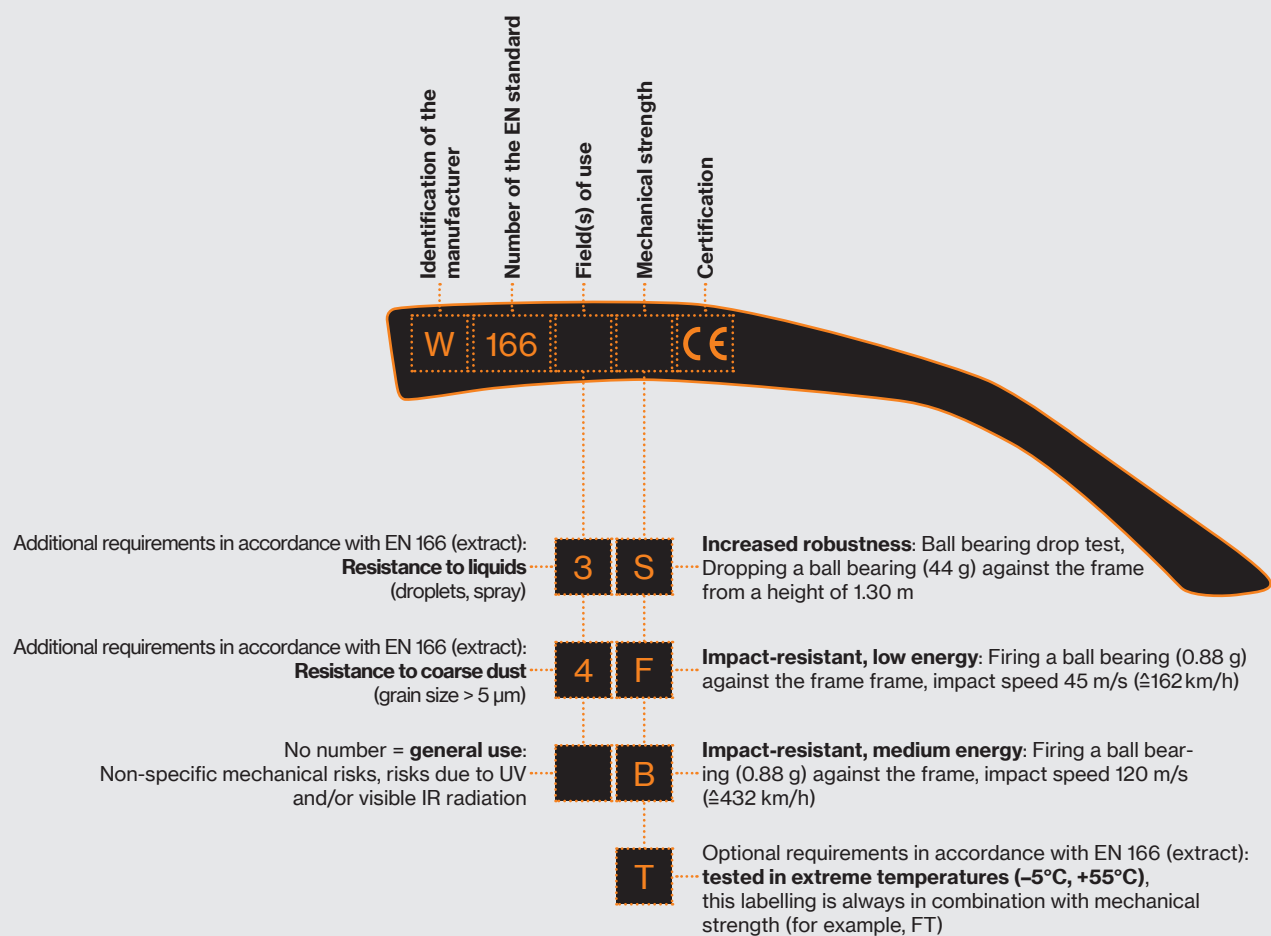 Identification of the
manufacturer
Number of the EN standard
Field(s) of use
Mechanical strength
Certification
W
166
CE
Additional requirements in accordance with EN 166 (extract):
Resistance to liquids
(droplets, spray)
3
S
Increased robustness: Ball bearing drop test,
Dropping a ball bearing (44 g) against the frame
from a height of 1.30 m
Additional requirements in accordance with EN 166 (extract):
Resistance to coarse dust
(grain size > 5 µm)
4
F
Impact-resistant, low energy: Firing a ball bearing (0.88 g)
against the frame frame, impact speed 45 m/s (≙162 km/h)
No number = general use:
Non-specific mechanical risks, risks due to UV
and/or visible IR radiation
B
Impact-resistant, medium energy: Firing a ball bear-
ing (0.88 g) against the frame, impact speed 120 m/s
(≙432 km/h)
T
Optional requirements in accordance with EN 166 (extract):
tested in extreme temperatures (–5°C, +55°C),
this labelling is always in combination with mechanical
strength (for example, FT)